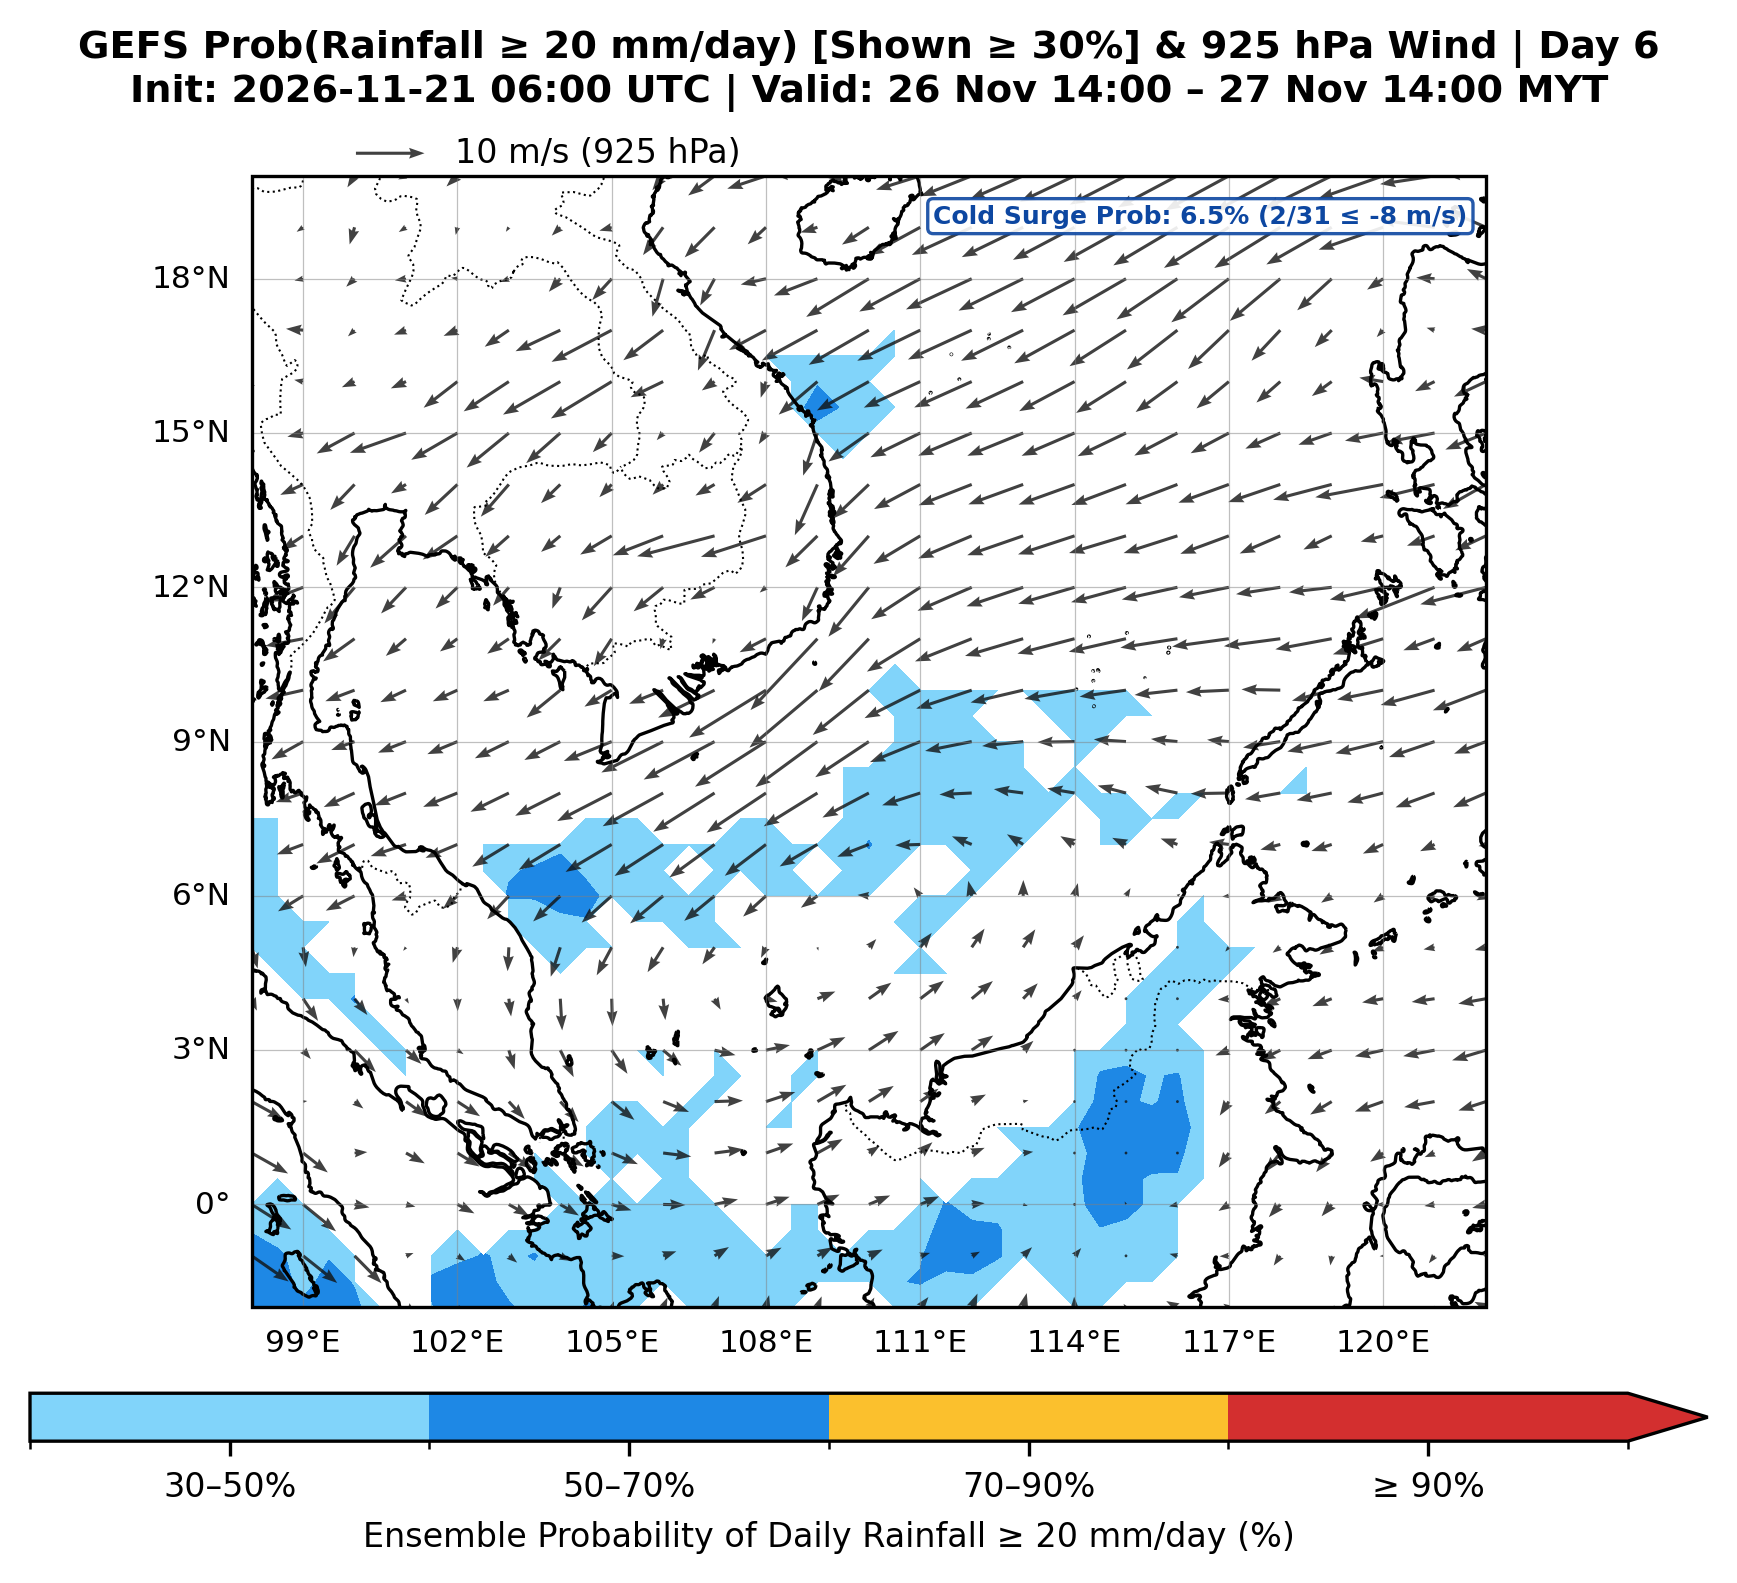 GEFS Prob(Rainfall ≥ 20 mm/day) [Shown ≥ 30%] & 925 hPa Wind | Day 6
Init: 2026-11-21 06:00 UTC | Valid: 26 Nov 14:00 – 27 Nov 14:00 MYT
10 m/s (925 hPa)
Cold Surge Prob: 6.5% (2/31 ≤ -8 m/s)
18°N
15°N
12°N
9°N
6°N
3°N
0°
99°E 102°E 105°E 108°E 111°E 114°E 117°E 120°E
30–50% 50–70% 70–90% ≥ 90%
Ensemble Probability of Daily Rainfall ≥ 20 mm/day (%)